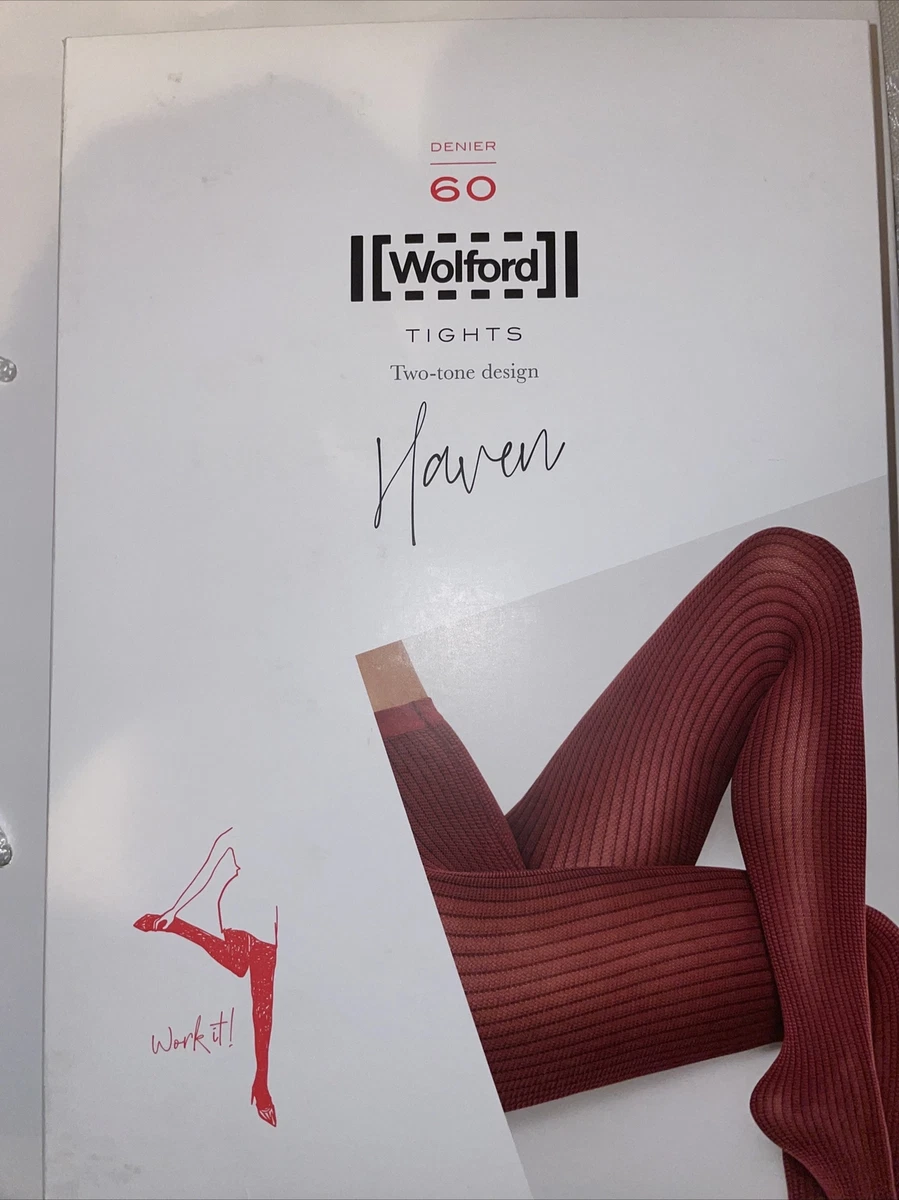 DENIER
60
Wolford
TIGHTS
Two-tone design
Haven
Work it!